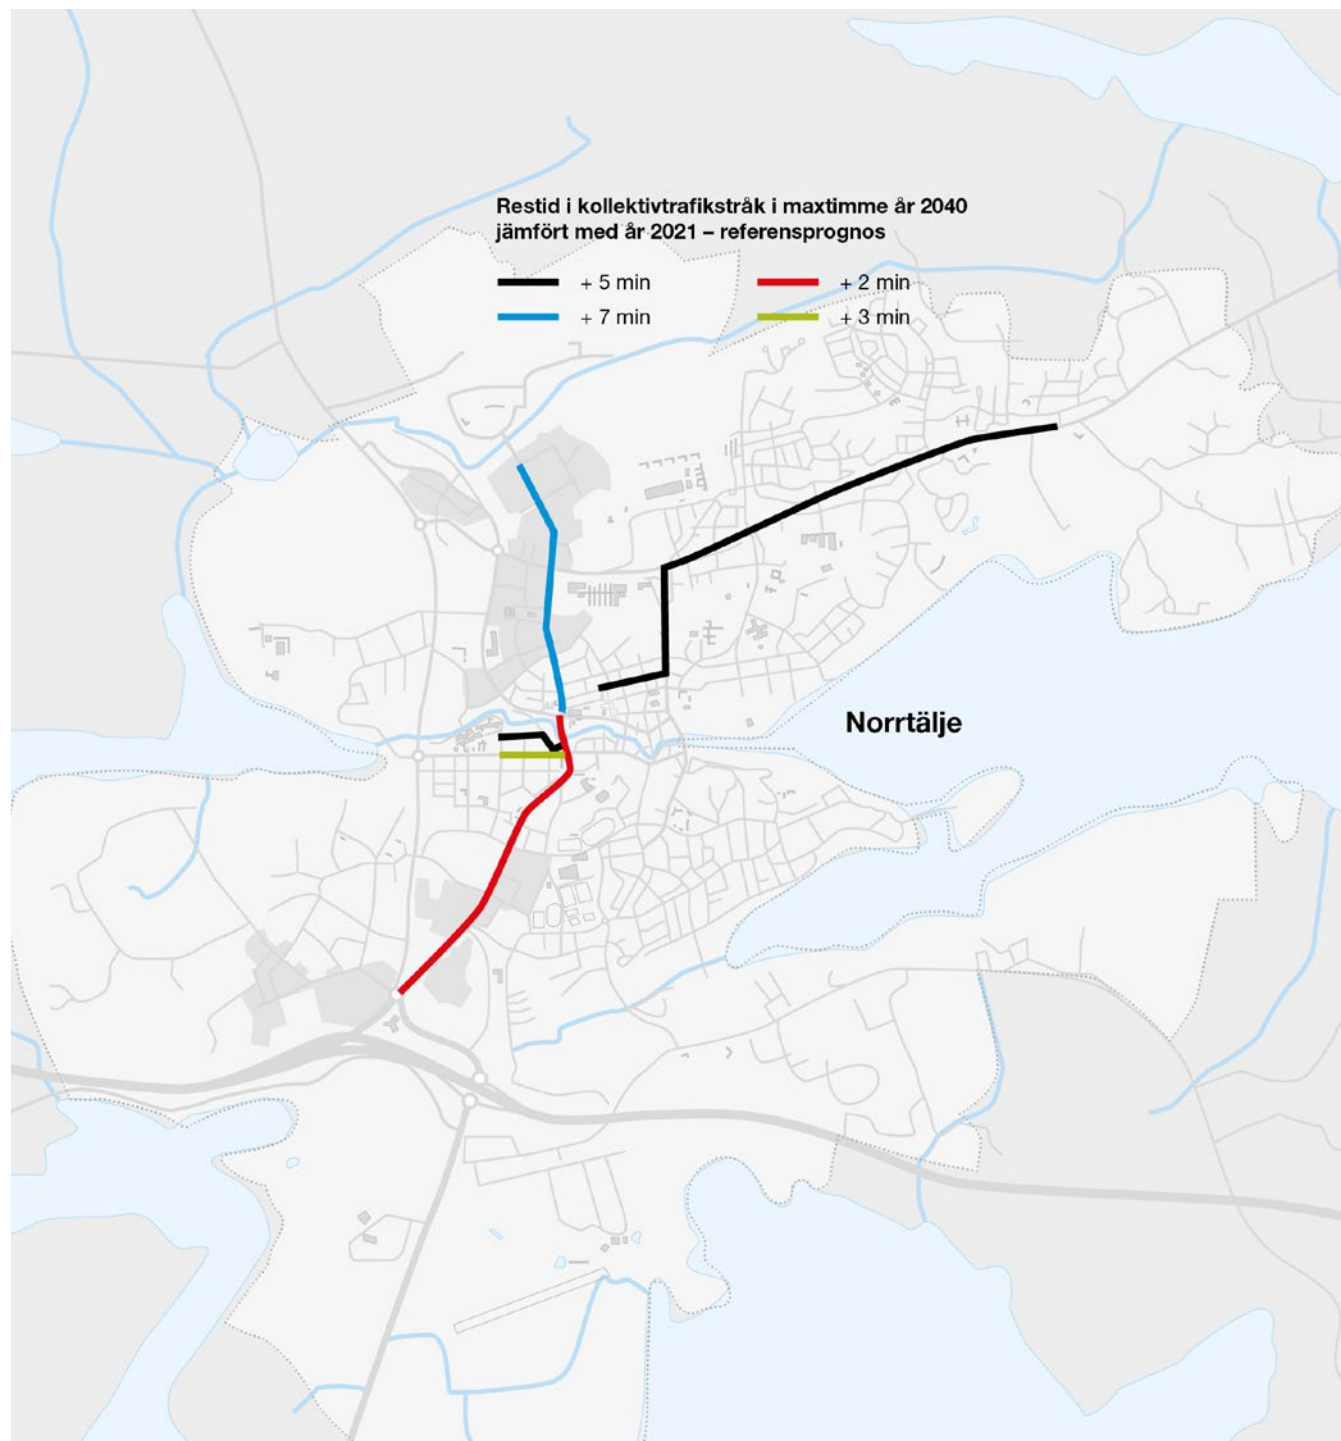 Restid i kollektivtrafikstråk i maxtimme år 2040
jämfört med år 2021 – referensprognos
+ 5 min
+ 2 min
+ 7 min
+ 3 min
Norrtälje